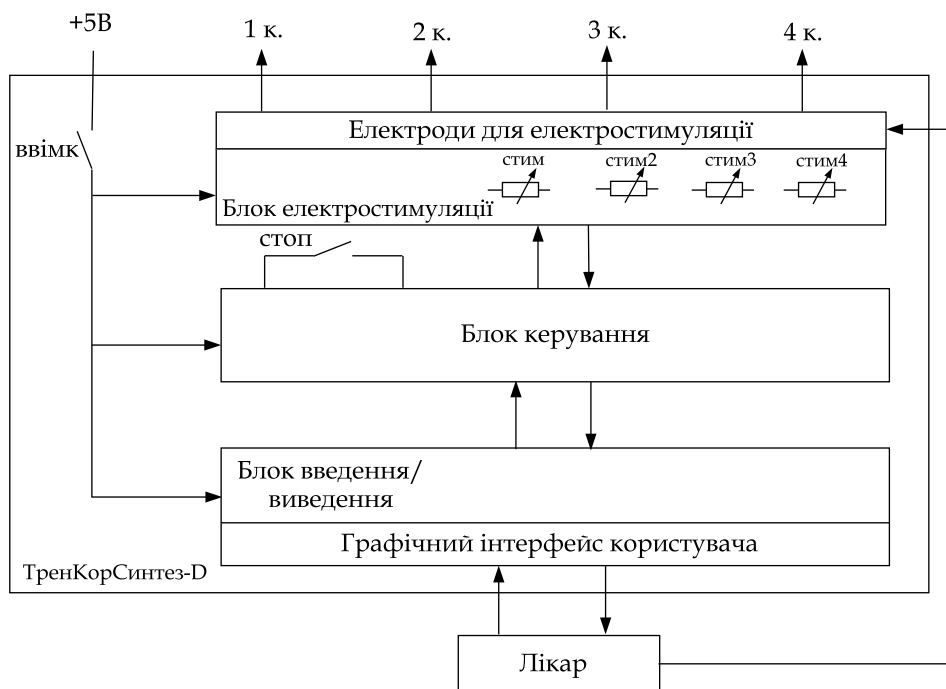 +5В
1 к.
2 к.
3 к.
4 к.
ввімк
Електроди для електростимуляції
стим
стим2
стим3
стим4
Блок електростимуляції
стоп
Блок керування
Блок введення/
виведення
Графічний інтерфейс користувача
ТренКорСинтез-D
Лікар